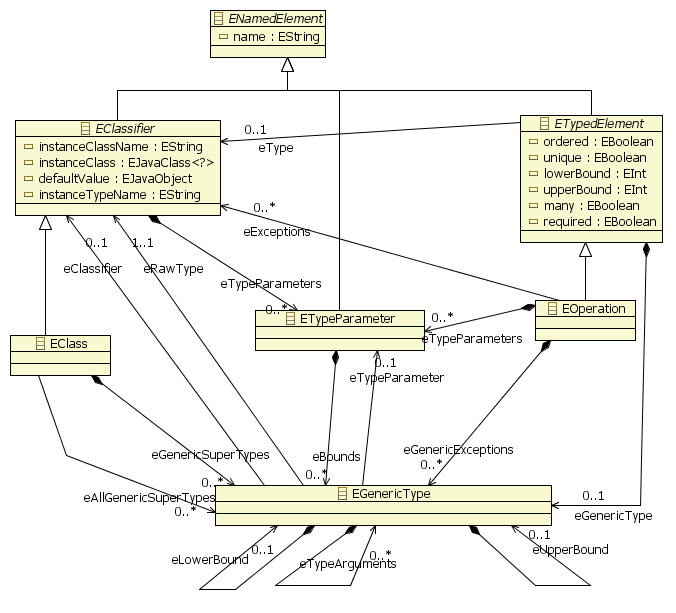 ENamedElement
name : EString
EClassifier
instanceClassName : EString
instanceClass : EJavaClass<?>
defaultValue : EJavaObject
instanceTypeName : EString
0..1
eType
ETypedElement
ordered : EBoolean
unique : EBoolean
lowerBound : EInt
upperBound : EInt
many : EBoolean
required : EBoolean
0..*
eExceptions
0..1
1..1
eClassifier
eRawType
eTypeParameters
0..*
ETypeParameter
0..*
eTypeParameters
EOperation
EClass
0..1
eTypeParameter
eGenericSuperTypes
0..*
eBounds
0..*
eGenericExceptions
0..*
eAllGenericSuperTypes
0..*
EGenericType
0..1
eGenericType
eLowerBound
0..1
eTypeArguments
0..*
0..1
eUpperBound